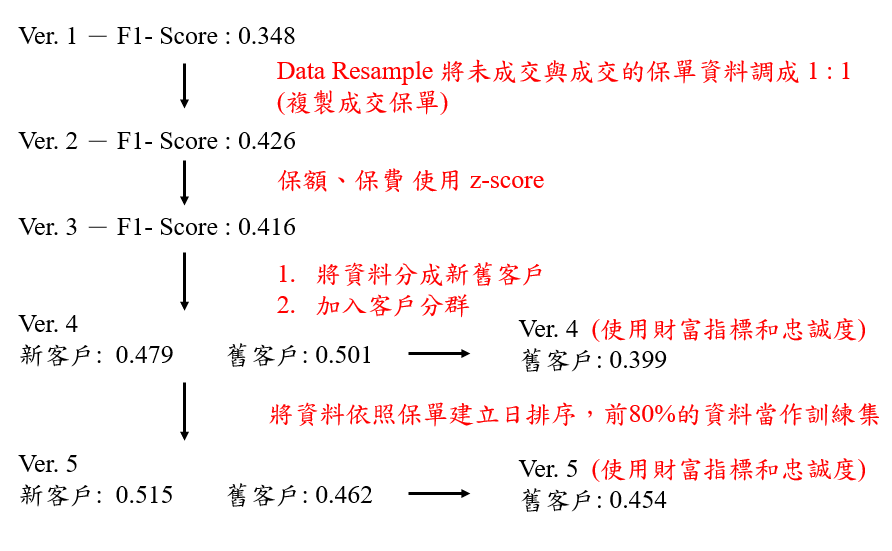 Ver. 1 － F1- Score : 0.348
Data Resample 將未成交與成交的保單資料調成 1 : 1
(複製成交保單)
Ver. 2 － F1- Score : 0.426
保額、保費 使用 z-score
Ver. 3 － F1- Score : 0.416
1. 將資料分成新舊客戶
2. 加入客戶分群
Ver. 4
新客戶: 0.479 舊客戶: 0.501
Ver. 4 (使用財富指標和忠誠度)
舊客戶: 0.399
將資料依照保單建立日排序，前80%的資料當作訓練集
Ver. 5
新客戶: 0.515 舊客戶: 0.462
Ver. 5 (使用財富指標和忠誠度)
舊客戶: 0.454